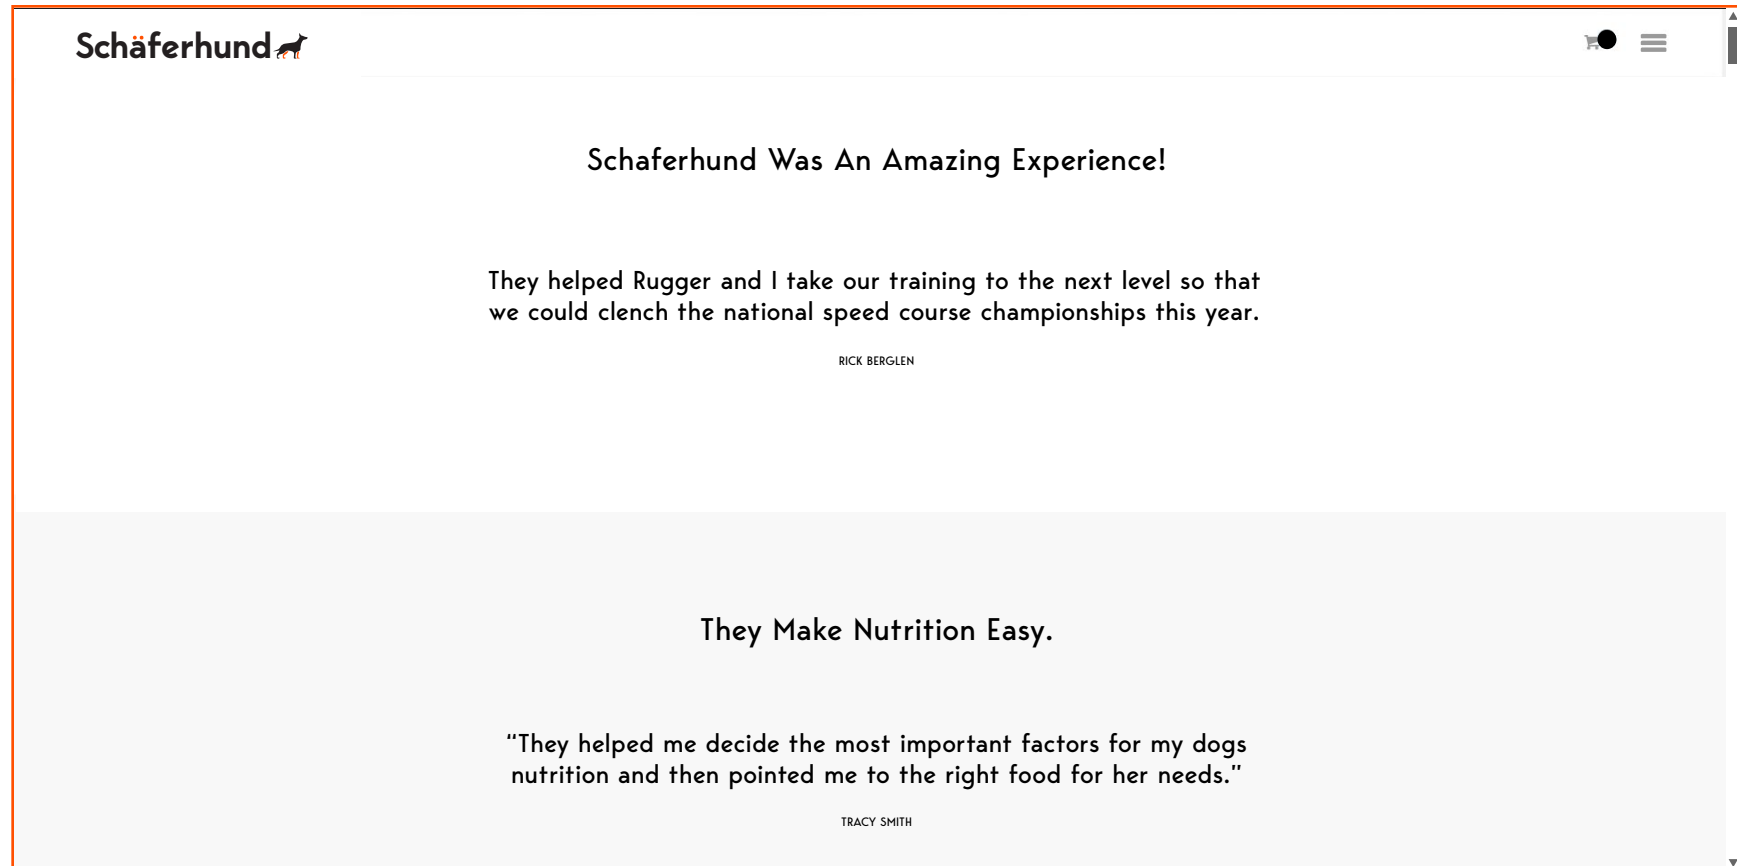 Schäferhund
Schaferhund Was An Amazing Experience!
They helped Rugger and I take our training to the next level so that
we could clench the national speed course championships this year.
RICK BERGLEN
They Make Nutrition Easy.
"They helped me decide the most important factors for my dogs
nutrition and then pointed me to the right food for her needs."
TRACY SMITH